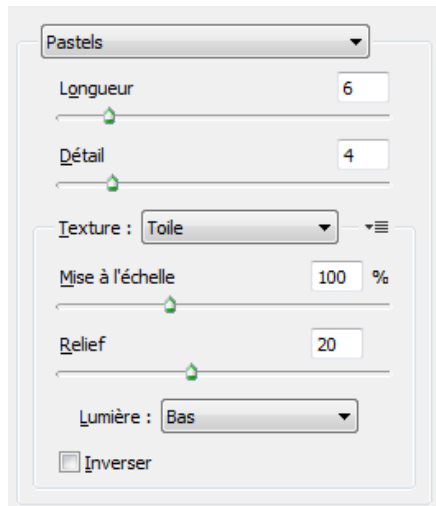 Pastels
Longueur 6
Détail 4
Texture : Toile
Mise à l'échelle 100 %
Relief 20
Lumière : Bas
Inverser